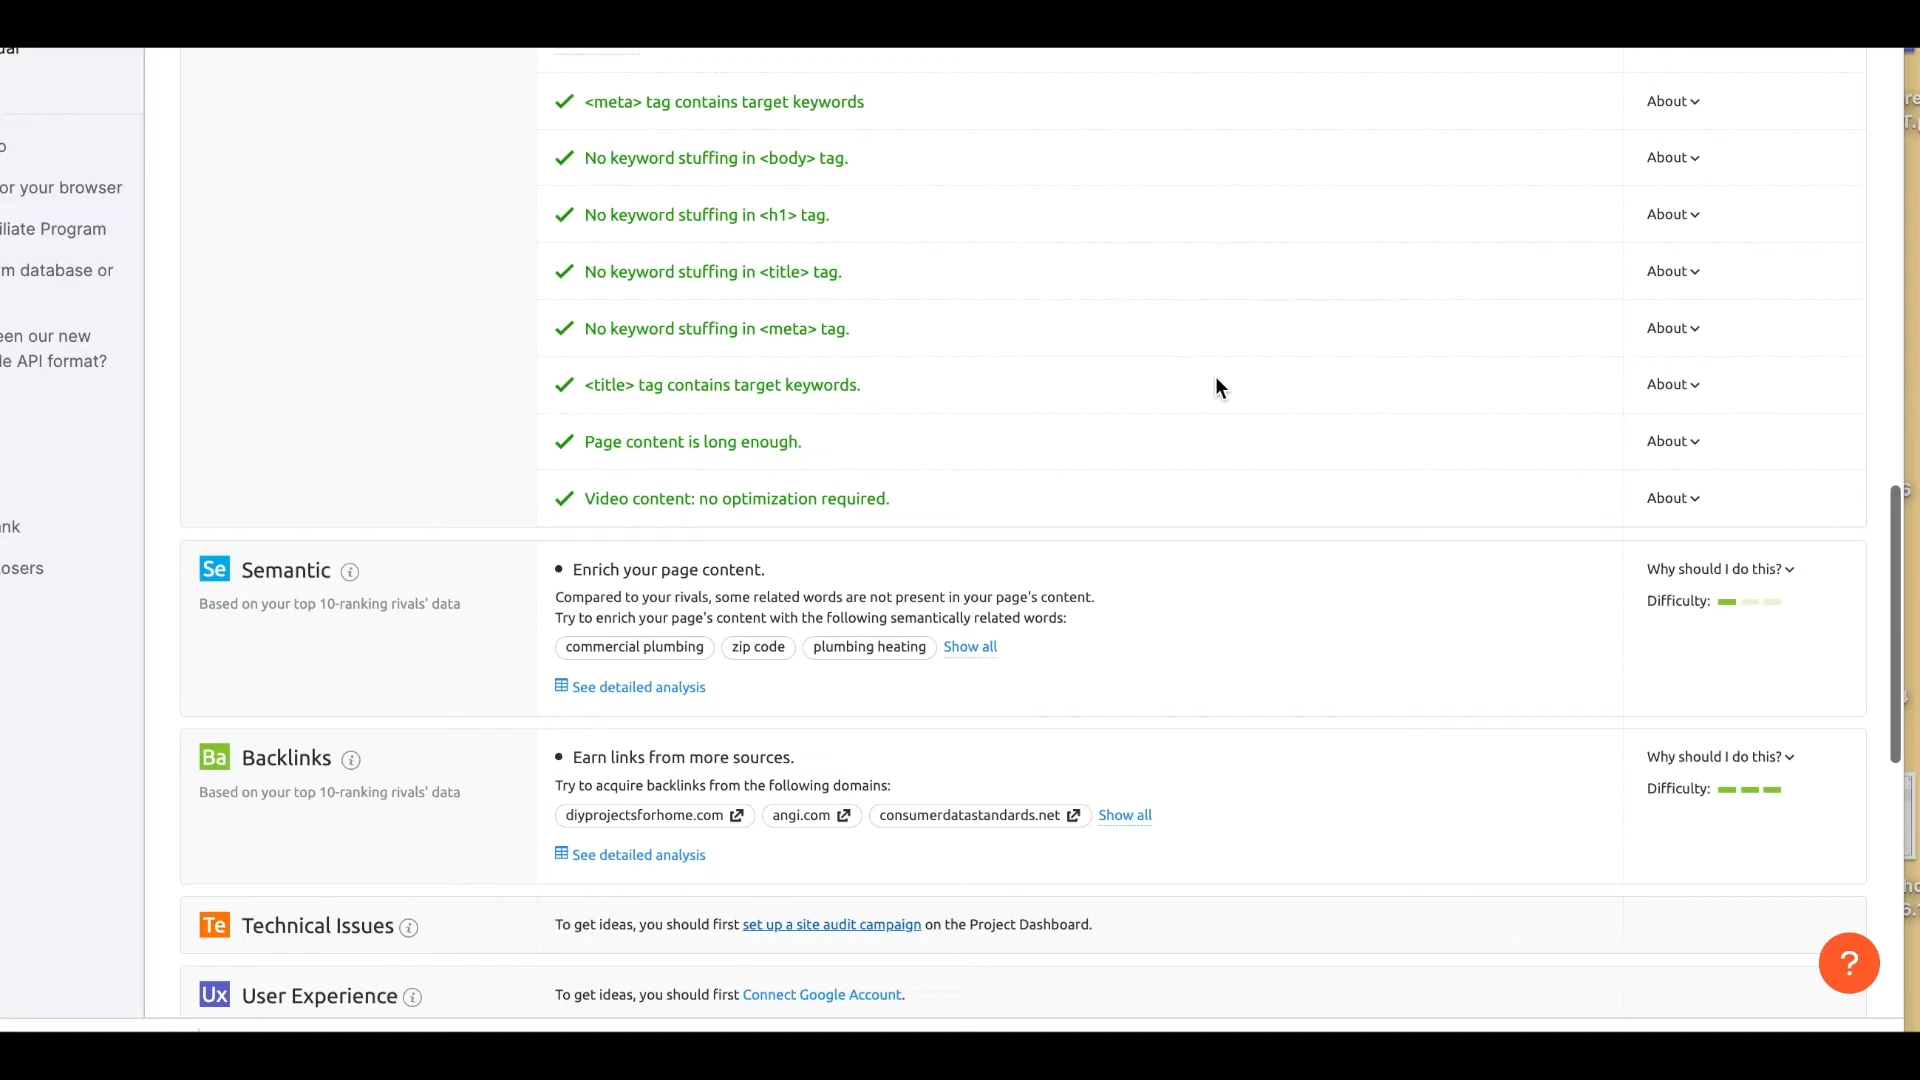 <meta> tag contains target keywords
About
No keyword stuffing in <body> tag.
About
or your browser
No keyword stuffing in <h1> tag.
About
iliate Program
No keyword stuffing in <title> tag.
About
m database or
No keyword stuffing in <meta> tag.
About
een our new
le API format?
<title> tag contains target keywords.
About
Page content is long enough.
About
Video content: no optimization required.
About
ank
osers
Se Semantic i
Based on your top 10-ranking rivals' data
Enrich your page content.
Compared to your rivals, some related words are not present in your page's content.
Try to enrich your page's content with the following semantically related words:
commercial plumbing zip code plumbing heating Show all
See detailed analysis
Why should I do this?
Difficulty:
Ba Backlinks i
Based on your top 10-ranking rivals' data
Earn links from more sources.
Try to acquire backlinks from the following domains:
diyprojectsforhome.com angi.com consumerdatastandards.net Show all
See detailed analysis
Why should I do this?
Difficulty:
Te Technical Issues i
To get ideas, you should first set up a site audit campaign on the Project Dashboard.
Ux User Experience i
To get ideas, you should first Connect Google Account.
?